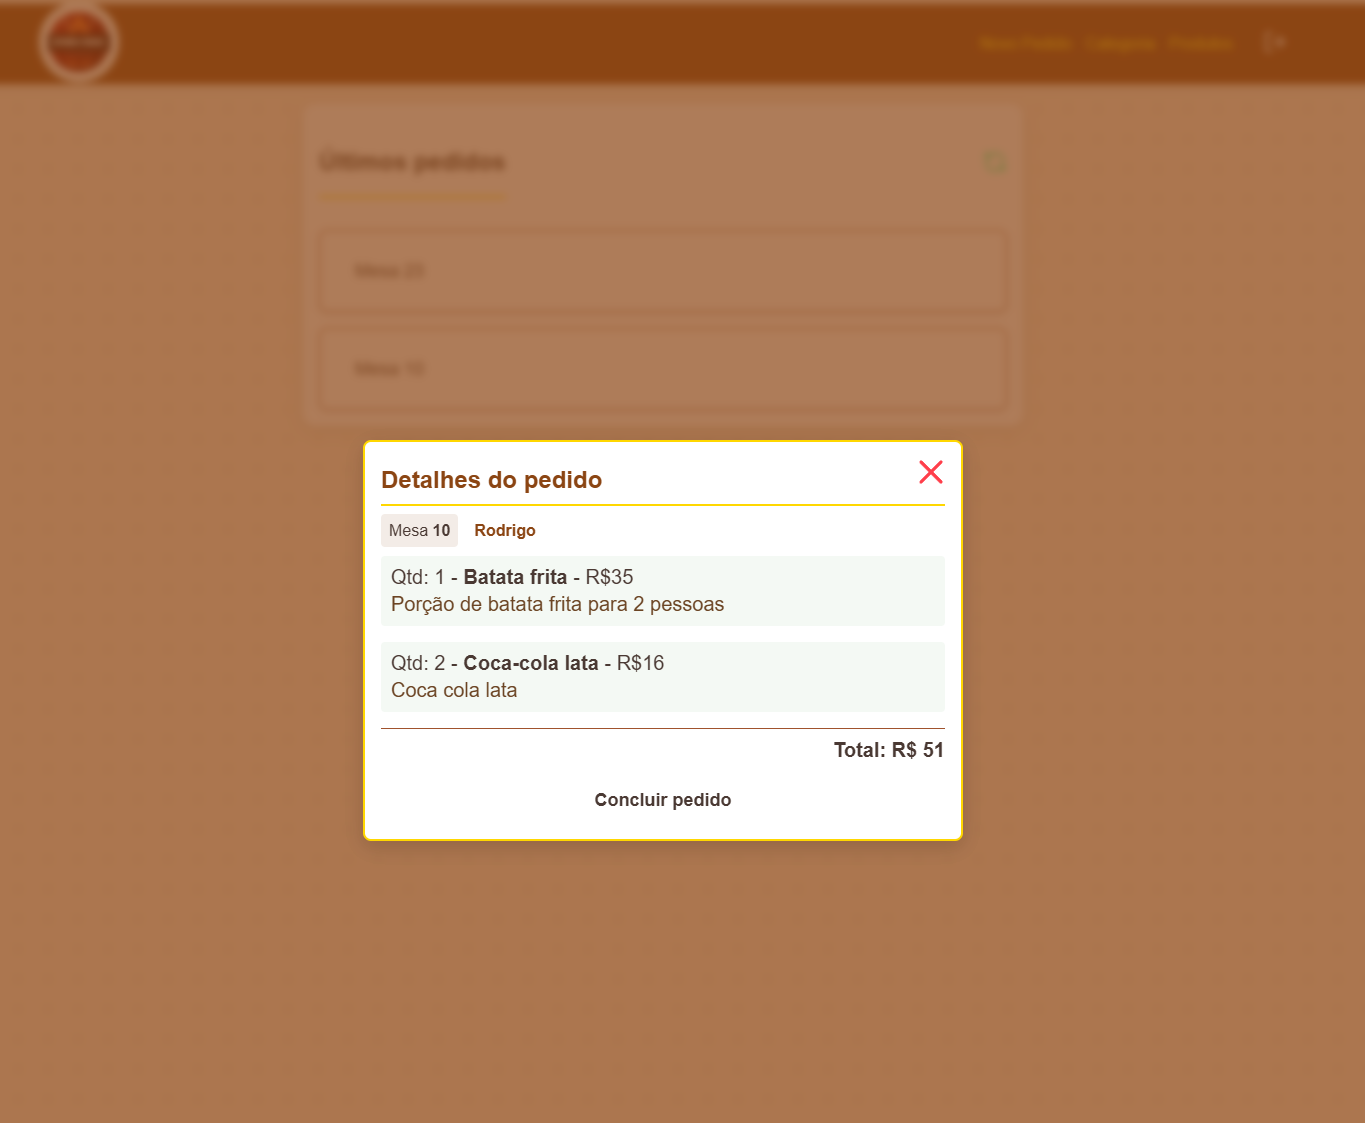 Novo Pedido Categoria Produtos
Últimos pedidos
Mesa 23
Mesa 10
Detalhes do pedido
Mesa 10 Rodrigo
Qtd: 1 - Batata frita - R$35
Porção de batata frita para 2 pessoas
Qtd: 2 - Coca-cola lata - R$16
Coca cola lata
Total: R$ 51
Concluir pedido